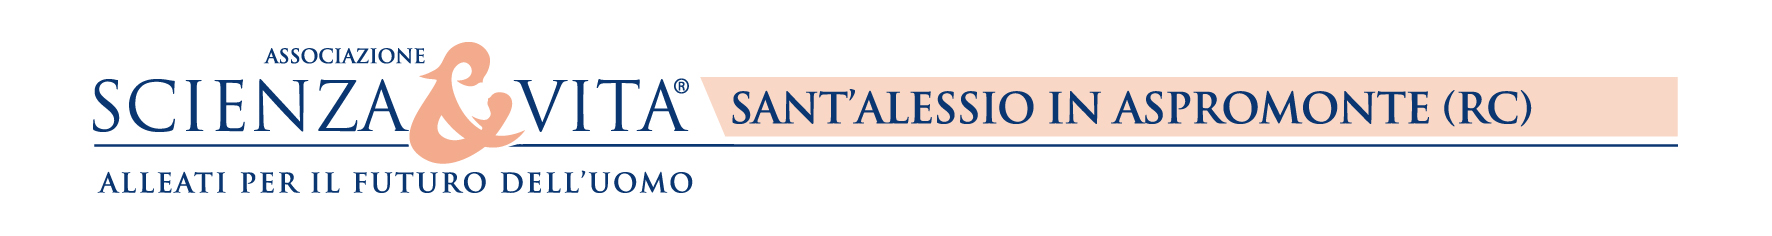 ASSOCIAZIONE
SCIENZA & VITA® SANT'ALESSIO IN ASPROMONTE (RC)
ALLEATI PER IL FUTURO DELL'UOMO